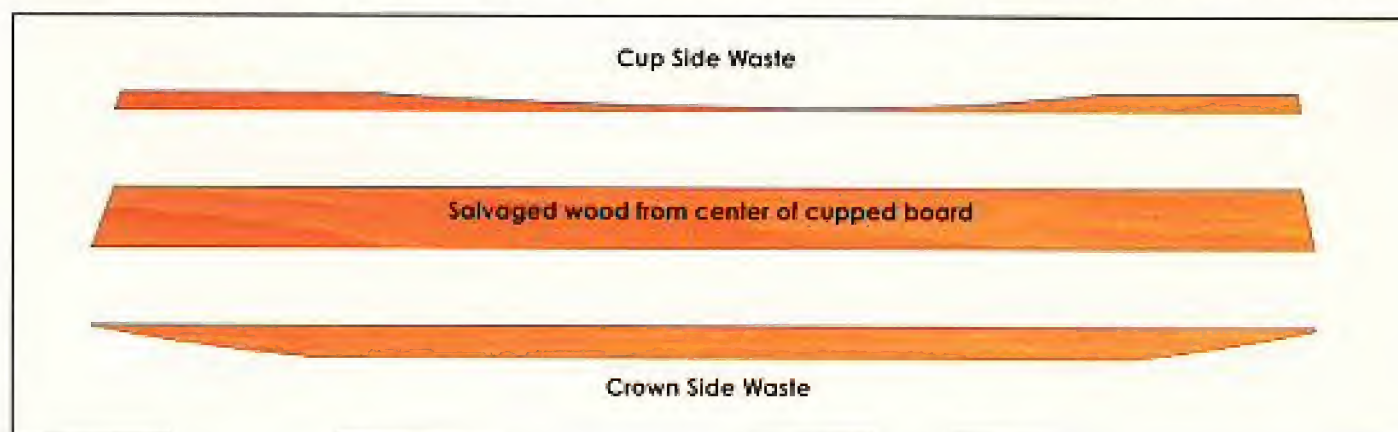 Cup Side Waste
Salvaged wood from center of cupped board
Crown Side Waste